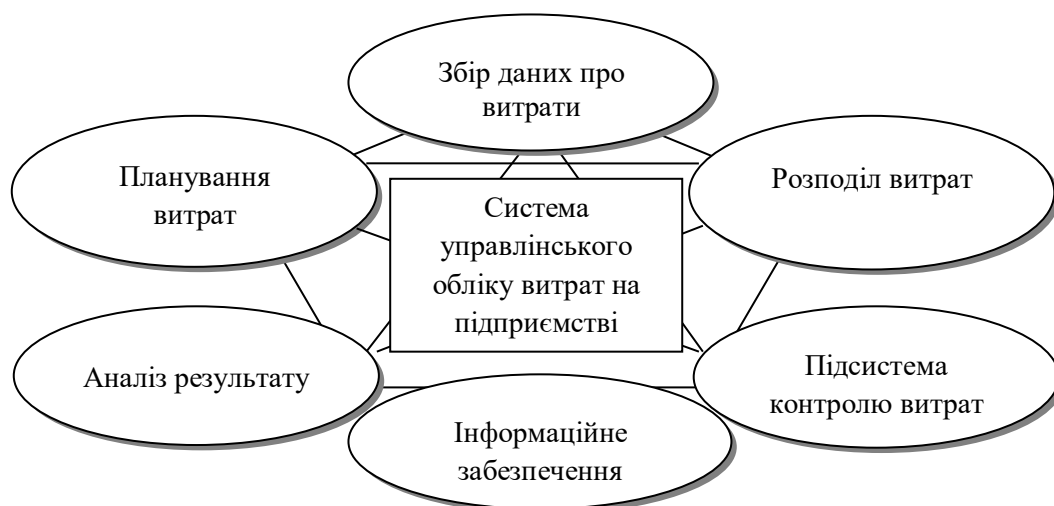 Збір даних про
витрати
Планування
витрат
Розподіл витрат
Система
управлінського
обліку витрат на
підприємстві
Аналіз результату
Підсистема
контролю витрат
Інформаційне
забезпечення